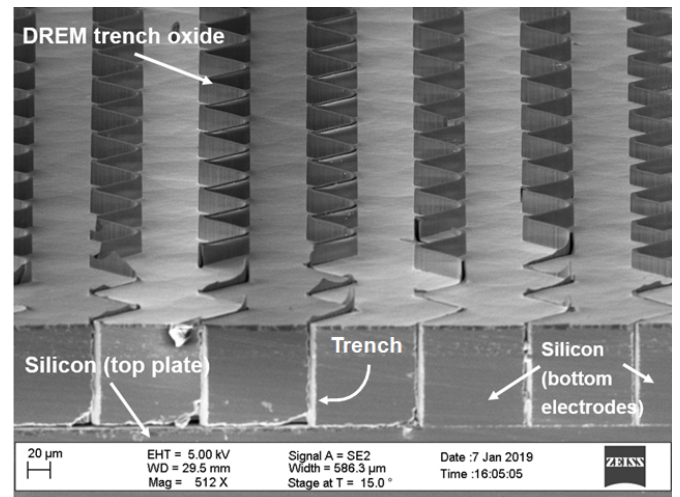 DREM trench oxide
Silicon (top plate)
Trench
Silicon
(bottom
electrodes)
20 µm
EHT = 5.00 kV
WD = 29.5 mm
Mag = 512 X
Signal A = SE2
Width = 586.3 µm
Stage at T = 15.0 °
Date :7 Jan 2019
Time :16:05:05
ZEISS